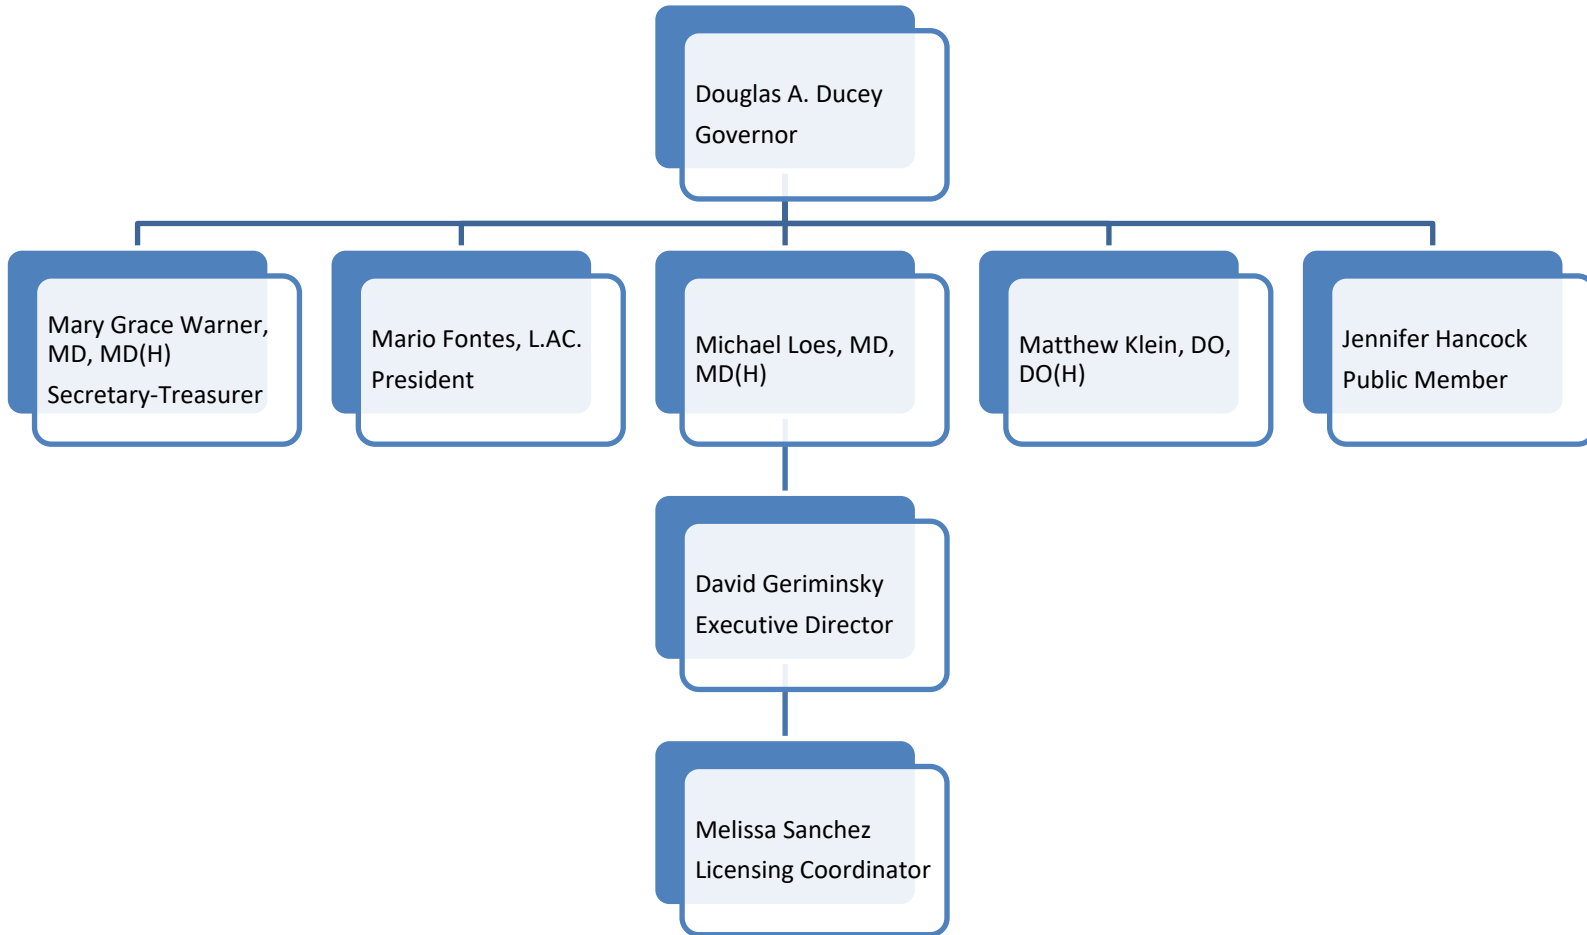 Douglas A. Ducey
Governor
Mary Grace Warner,
MD, MD(H)
Secretary-Treasurer
Mario Fontes, L.AC.
President
Michael Loes, MD,
MD(H)
Matthew Klein, DO,
DO(H)
Jennifer Hancock
Public Member
David Geriminsky
Executive Director
Melissa Sanchez
Licensing Coordinator